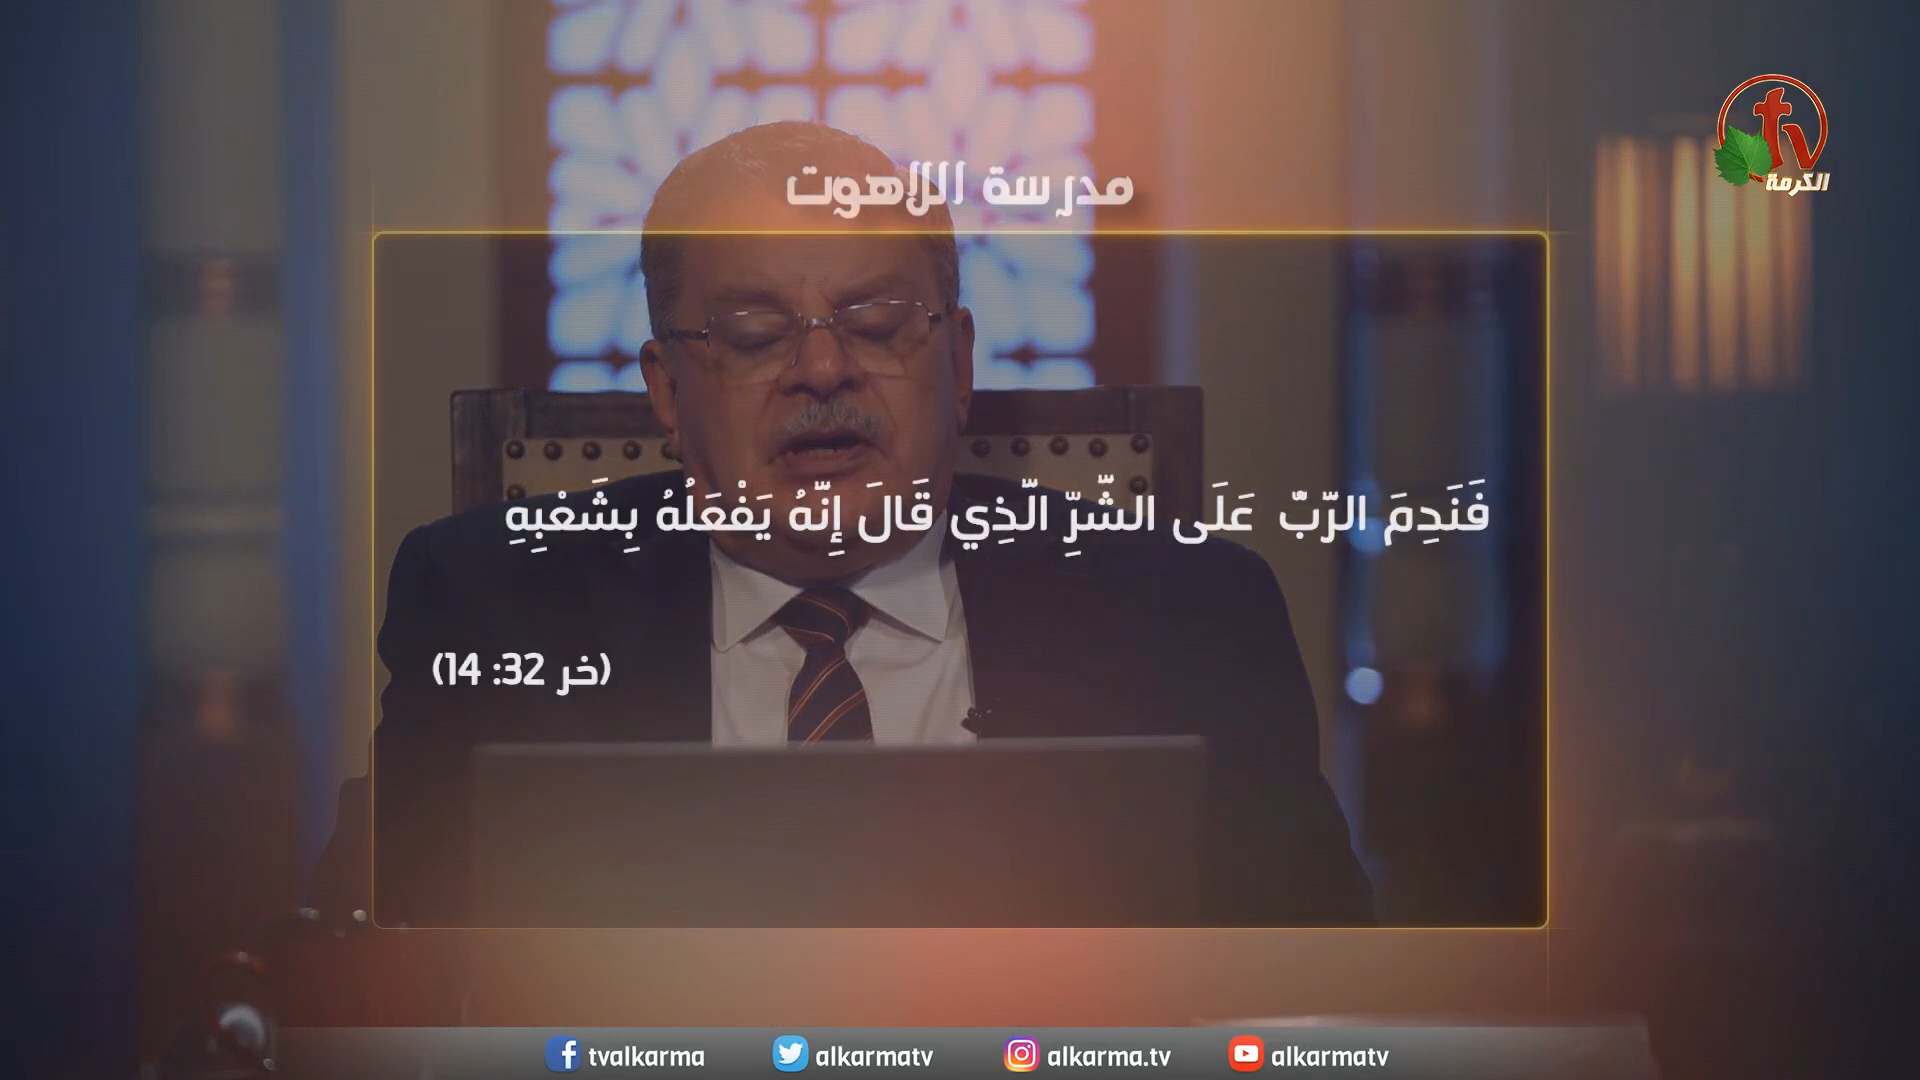 tv
الكرمة
مدرسة اللاهوت
فَنَدِمَ الرّبُّ عَلَى الشّرِّ الّذِي قَالَ إِنّهُ يَفْعَلُهُ بِشَعْبِهِ
(خر 32: 14)
tvalkarma alkarmatv alkarma.tv alkarmatv